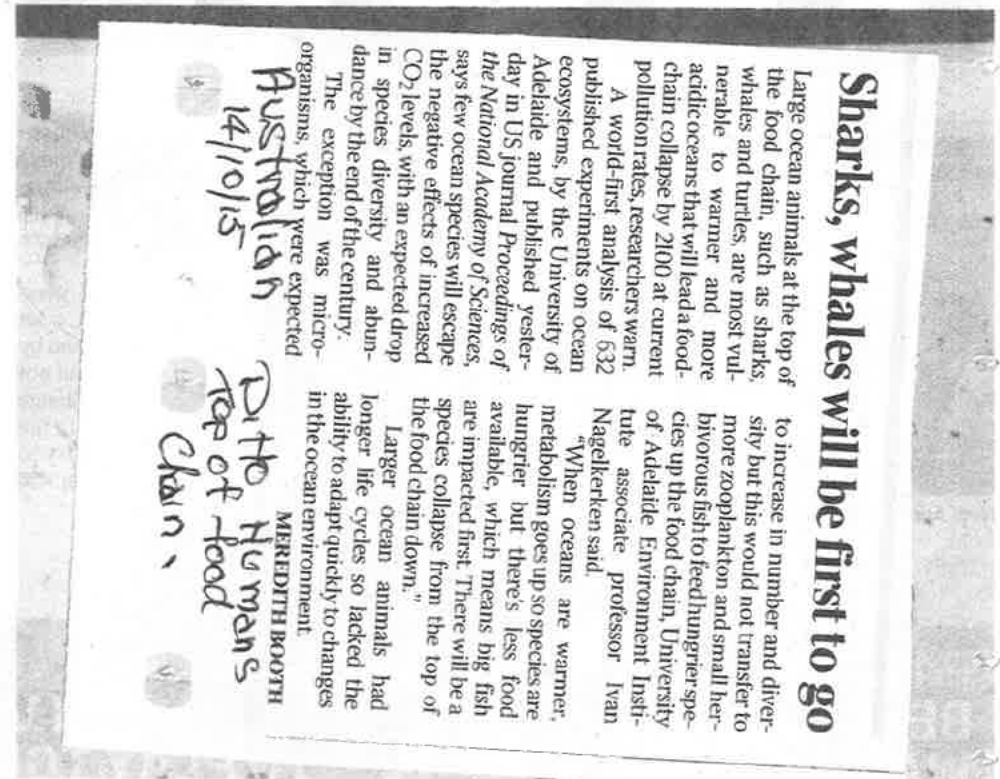 Sharks, whales will be first to go
Large ocean animals at the top of
the food chain, such as sharks,
whales and turtles, are most vul-
nerable to warmer and more
acidic oceans that will lead a food-
chain collapse by 2100 at current
pollution rates, researchers warn.
A world-first analysis of 632
published experiments on ocean
ecosystems, by the University of
Adelaide and published yester-
day in US journal Proceedings of
the National Academy of Sciences,
says few ocean species will escape
the negative effects of increased
CO₂ levels, with an expected drop
in species diversity and abun-
dance by the end of the century.
The exception was micro-
organisms, which were expected
to increase in number and diver-
sity but this would not transfer to
more zooplankton and small her-
bivorous fish to feed hungrier spe-
cies up the food chain, University
of Adelaide Environment Insti-
tute associate professor Ivan
Nagelkerken said.
"When oceans are warmer,
metabolism goes up so species are
hungrier but there's less food
available, which means big fish
are impacted first. There will be a
species collapse from the top of
the food chain down."
Larger ocean animals had
longer life cycles so lacked the
ability to adapt quickly to changes
in the ocean environment.
MEREDITH BOOTH
Australian
14/10/15
Ditto Humans
Top of food
Chain.